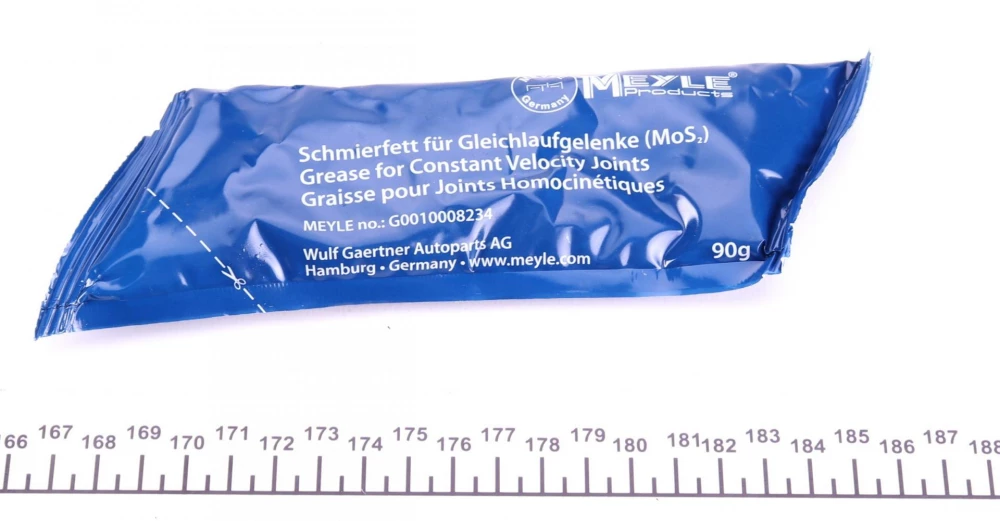 Germany
MEYLE®
Products
Schmierfett für Gleichlaufgelenke (MoS₂)
Grease for Constant Velocity Joints
Graisse pour Joints Homocinétiques
MEYLE no.: G0010008234
Wulf Gaertner Autoparts AG
Hamburg • Germany • www.meyle.com
90g
66 167 168 169 170 171 172 173 174 175 176 177 178 179 180 181 182 183 184 185 186 187 188